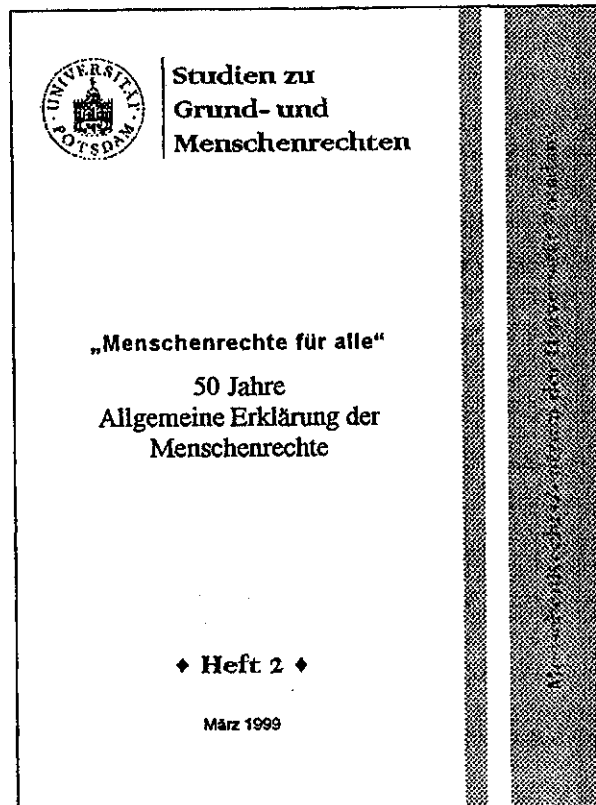 UNIVERSITÄT · POTSDAM ·
Studien zu
Grund- und
Menschenrechten
„Menschenrechte für alle“
50 Jahre
Allgemeine Erklärung der
Menschenrechte
♦ Heft 2 ♦
März 1999